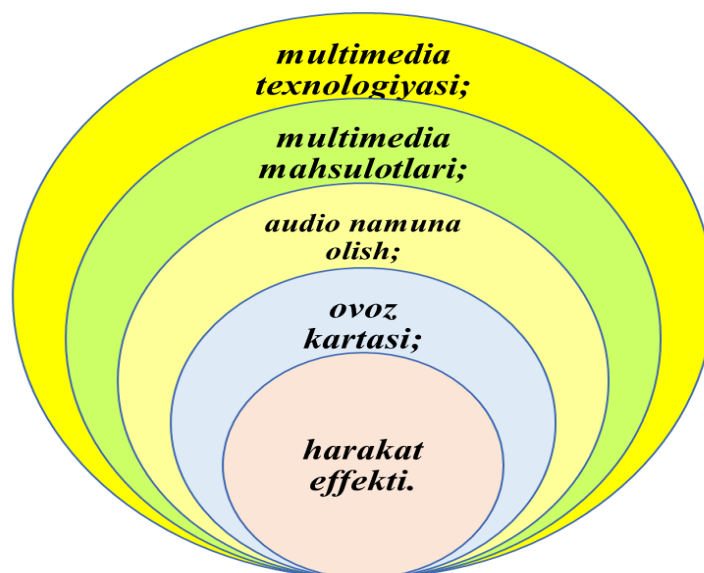 multimedia
texnologiyasi;
multimedia
mahsulotlari;
audio namuna
olish;
ovoz
kartasi;
harakat
effekti.